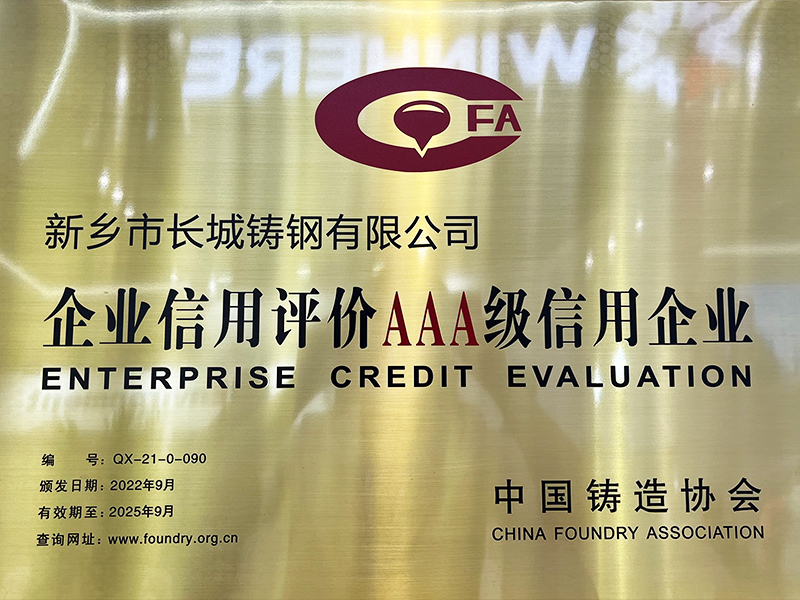 WINHERE
CFA
新乡市长城铸钢有限公司
企业信用评价AAA级信用企业
ENTERPRISE CREDIT EVALUATION
编 号: QX-21-0-090
颁发日期: 2022年9月
有效期至: 2025年9月
查询网址: www.foundry.org.cn
中国铸造协会
CHINA FOUNDRY ASSOCIATION